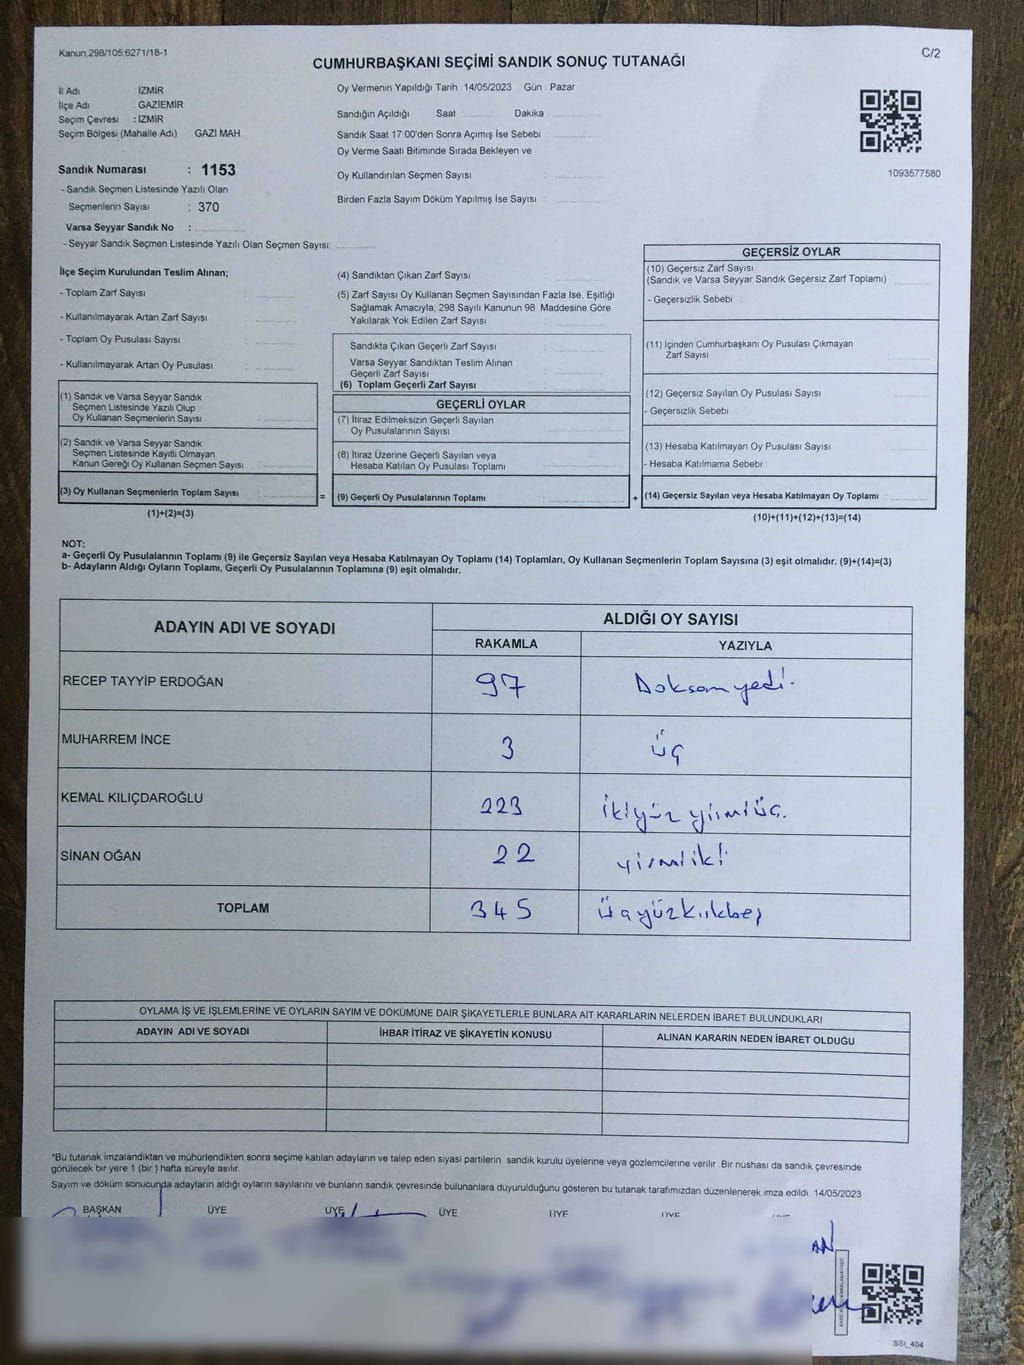 Kanun 298/105.6271/18-1
C/2
CUMHURBAŞKANI SEÇİMİ SANDIK SONUÇ TUTANAĞI
İl Adı : İZMİR
İlçe Adı : GAZİEMİR
Seçim Çevresi : İZMİR
Seçim Bölgesi (Mahalle Adı) : GAZİ MAH.
Sandık Numarası : 1153
- Sandık Seçmen Listesinde Yazılı Olan
Seçmenlerin Sayısı : 370
Varsa Seyyar Sandık No :
- Seyyar Sandık Seçmen Listesinde Yazılı Olan Seçmen Sayısı:
Oy Vermenin Yapıldığı Tarih : 14/05/2023 Gün : Pazar
Sandığın Açıldığı Saat : Dakika
Sandık Saat 17:00'den Sonra Açımış İse Sebebi :
Oy Verme Saati Bitiminde Sırada Bekleyen ve
Oy Kullandırılan Seçmen Sayısı :
Birden Fazla Sayım Döküm Yapılmış İse Sayısı :
1093577580
İlçe Seçim Kurulundan Teslim Alınan;
- Toplam Zarf Sayısı :
- Kullanılmayarak Artan Zarf Sayısı
- Toplam Oy Pusulası Sayısı :
- Kullanılmayarak Artan Oy Pusulası :
(1) Sandık ve Varsa Seyyar Sandık
Seçmen Listesinde Yazılı Olup
Oy Kullanan Seçmenlerin Sayısı
(2) Sandık ve Varsa Seyyar Sandık
Seçmen Listesinde Kayıtlı Olmayan
Kanun Gereği Oy Kullanan Seçmen Sayısı
(3) Oy Kullanan Seçmenlerin Toplam Sayısı :
(1)+(2)=(3)
(4) Sandıktan Çıkan Zarf Sayısı
(5) Zarf Sayısı Oy Kullanan Seçmen Sayısından Fazla İse, Eşitliği
Sağlamak Amacıyla, 298 Sayılı Kanunun 98. Maddesine Göre
Yakılarak Yok Edilen Zarf Sayısı
Sandıkta Çıkan Geçerli Zarf Sayısı
Varsa Seyyar Sandıktan Teslim Alınan
Geçerli Zarf Sayısı
(6) Toplam Geçerli Zarf Sayısı
GEÇERLİ OYLAR
(7) İtiraz Edilmeksizin Geçerli Sayılan
Oy Pusulalarının Sayısı
(8) İtiraz Üzerine Geçerli Sayılan veya
Hesaba Katılan Oy Pusulası Toplamı
= (9) Geçerli Oy Pusulalarının Toplamı :
GEÇERSİZ OYLAR
(10) Geçersiz Zarf Sayısı
(Sandık ve Varsa Seyyar Sandık Geçersiz Zarf Toplamı)
- Geçersizlik Sebebi :
(11) İçinden Cumhurbaşkanı Oy Pusulası Çıkmayan
Zarf Sayısı
(12) Geçersiz Sayılan Oy Pusulası Sayısı
- Geçersizlik Sebebi :
(13) Hesaba Katılmayan Oy Pusulası Sayısı
- Hesaba Katılmama Sebebi :
+ (14) Geçersiz Sayılan veya Hesaba Katılmayan Oy Toplamı :
(10)+(11)+(12)+(13)=(14)
NOT:
a- Geçerli Oy Pusulalarının Toplamı (9) ile Geçersiz Sayılan veya Hesaba Katılmayan Oy Toplamı (14) Toplamları, Oy Kullanan Seçmenlerin Toplam Sayısına (3) eşit olmalıdır. (9)+(14)=(3)
b- Adayların Aldığı Oyların Toplamı, Geçerli Oy Pusulalarının Toplamına (9) eşit olmalıdır.
ADAYIN ADI VE SOYADI
ALDIĞI OY SAYISI
RAKAMLA YAZIYLA
RECEP TAYYİP ERDOĞAN 97 Doksanyedi.
MUHARREM İNCE 3 üç
KEMAL KILIÇDAROĞLU 223 ikiyüz yirmiüç.
SİNAN OĞAN 22 yirmiiki
TOPLAM 345 üçyüzkırkbeş
OYLAMA İŞ VE İŞLEMLERİNE VE OYLARIN SAYIM VE DÖKÜMÜNE DAİR ŞİKAYETLERLE BUNLARA AİT KARARLARIN NELERDEN İBARET BULUNDUKLARI
ADAYIN ADI VE SOYADI İHBAR İTİRAZ VE ŞİKAYETİN KONUSU ALINAN KARARIN NEDEN İBARET OLDUĞU
*Bu tutanak imzalandıktan ve mühürlendikten sonra seçime katılan adayların ve talep eden siyasi partilerin sandık kurulu üyelerine veya gözlemcilerine verilir. Bir nüshası da sandık çevresinde
görülecek bir yere 1 (bir ) hafta süreyle asılır.
Sayım ve döküm sonucunda adayların aldığı oyların sayılarını ve bunların sandık çevresinde bulunanlara duyurulduğunu gösteren bu tutanak tarafımızdan düzenlenerek imza edildi. 14/05/2023
BAŞKAN ÜYE ÜYE ÜYE ÜYE ÜYE
SSI_404